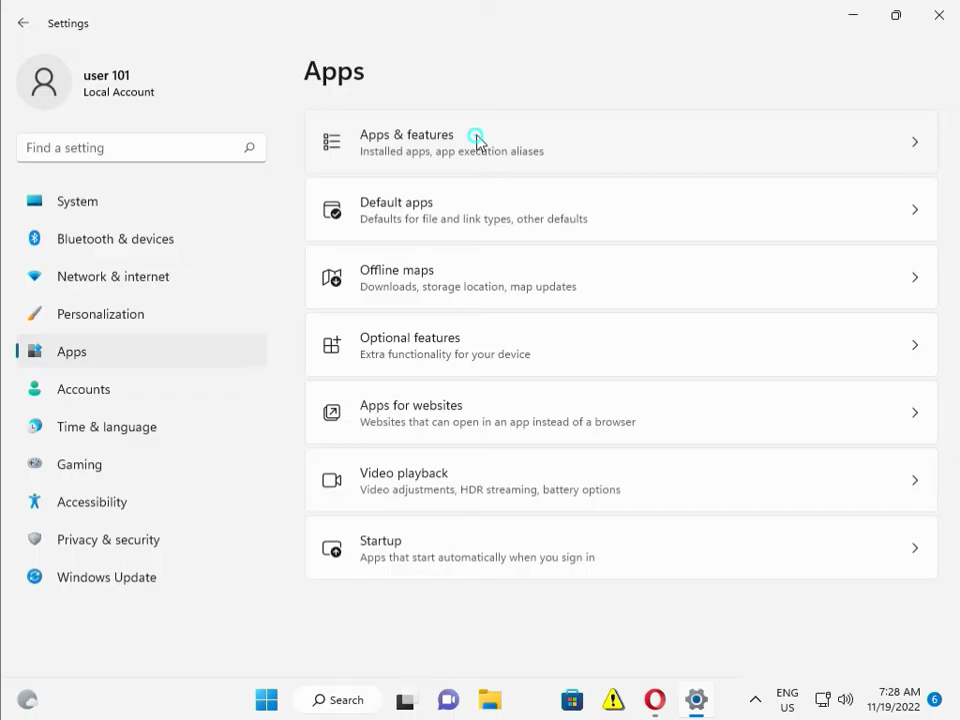 Settings
user 101
Local Account
Find a setting
System
Bluetooth & devices
Network & internet
Personalization
Apps
Accounts
Time & language
Gaming
Accessibility
Privacy & security
Windows Update
Apps
Apps & features
Installed apps, app execution aliases
Default apps
Defaults for file and link types, other defaults
Offline maps
Downloads, storage location, map updates
Optional features
Extra functionality for your device
Apps for websites
Websites that can open in an app instead of a browser
Video playback
Video adjustments, HDR streaming, battery options
Startup
Apps that start automatically when you sign in
Search
ENG
US
7:28 AM
11/19/2022
6